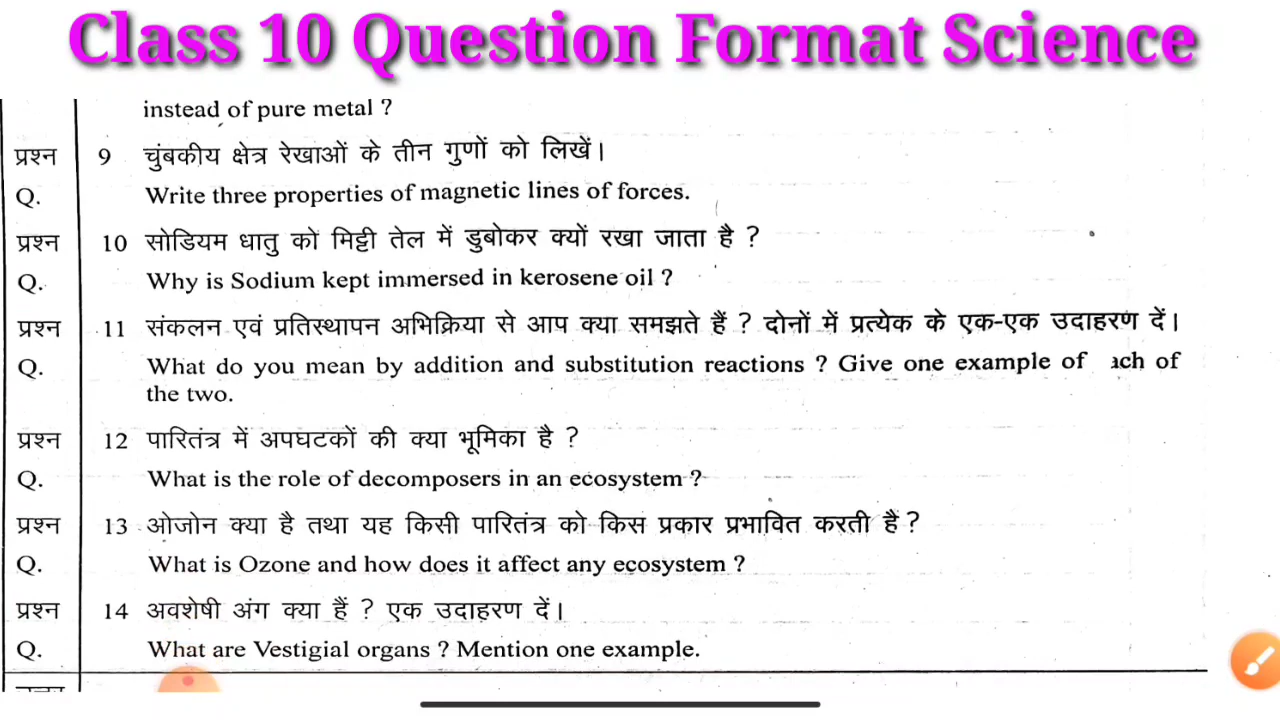 Class 10 Question Format Science
instead of pure metal ?
प्रश्न 9 चुंबकीय क्षेत्र रेखाओं के तीन गुणों को लिखें।
Q. Write three properties of magnetic lines of forces.
प्रश्न 10 सोडियम धातु को मिट्टी तेल में डुबोकर क्यों रखा जाता है ?
Q. Why is Sodium kept immersed in kerosene oil ?
प्रश्न 11 संकलन एवं प्रतिस्थापन अभिक्रिया से आप क्या समझते हैं ? दोनों में प्रत्येक के एक-एक उदाहरण दें।
Q. What do you mean by addition and substitution reactions ? Give one example of ach of
the two.
प्रश्न 12 पारितंत्र में अपघटकों की क्या भूमिका है ?
Q. What is the role of decomposers in an ecosystem ?
प्रश्न 13 ओजोन क्या है तथा यह किसी पारितंत्र को किस प्रकार प्रभावित करती है ?
Q. What is Ozone and how does it affect any ecosystem ?
प्रश्न 14 अवशेषी अंग क्या हैं ? एक उदाहरण दें।
Q. What are Vestigial organs ? Mention one example.